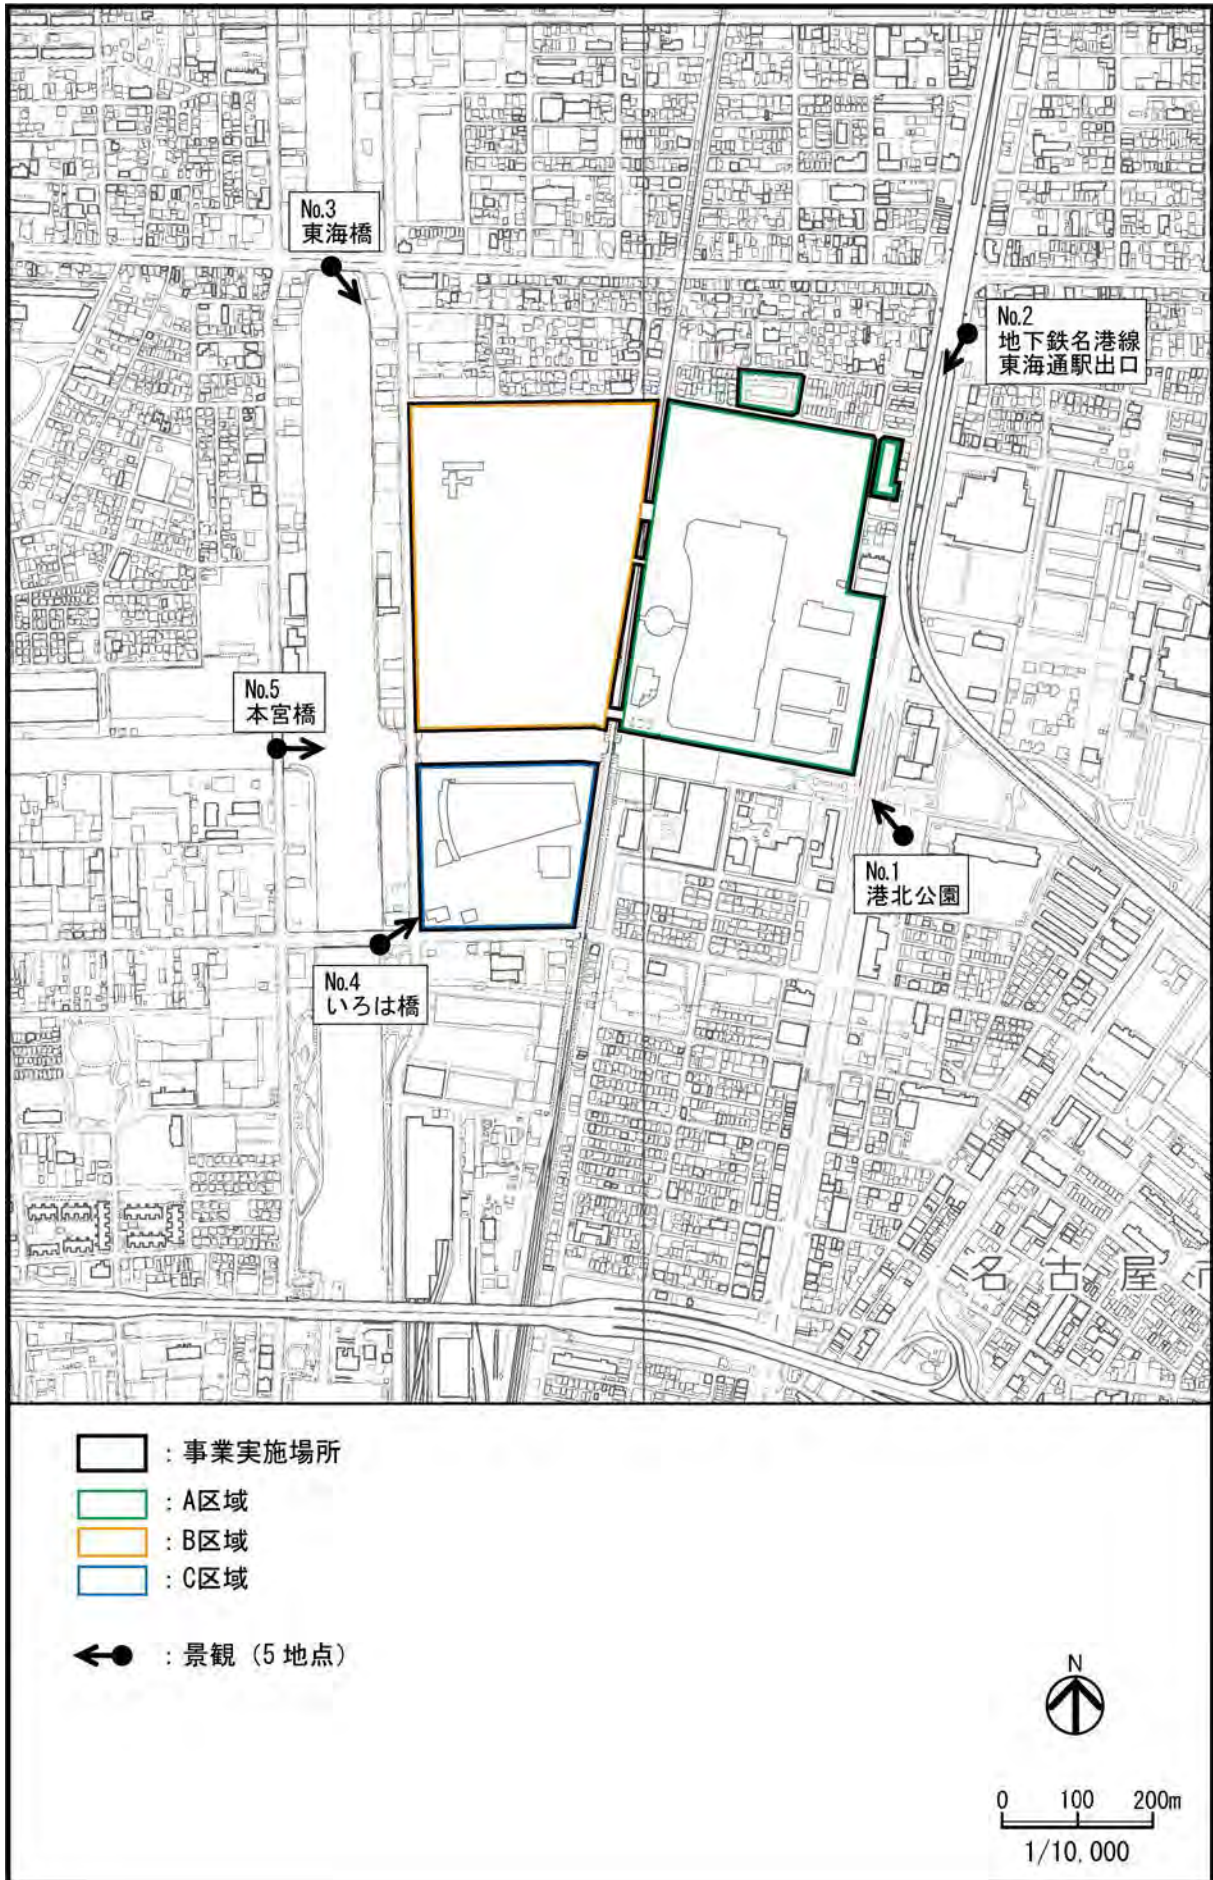 No.3
東海橋
No.2
地下鉄名港線
東海通駅出口
No.5
本宮橋
No.1
港北公園
No.4
いろは橋
名古屋市
：事業実施場所
：A区域
：B区域
：C区域
：景観（5地点）
N
0 100 200m
1/10,000